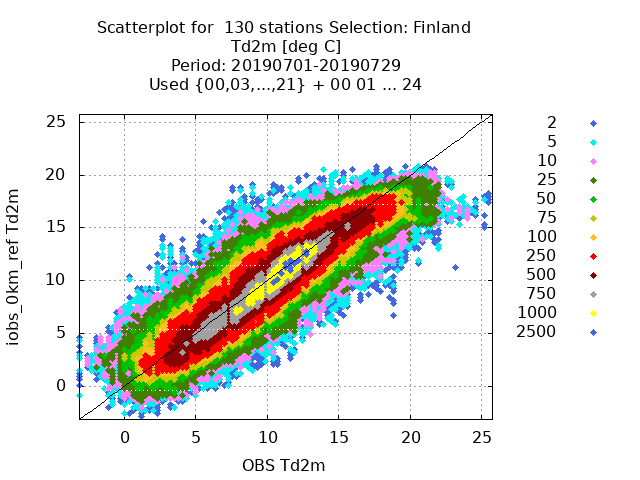 Scatterplot for  130 stations Selection: Finland
Td2m [deg C]
Period: 20190701-20190729
Used {00,03,...,21} + 00 01 ... 24
25
20
15
10
5
0
iobs_0km_ref Td2m
0 5 10 15 20 25
OBS Td2m
2
5
10
25
50
75
100
250
500
750
1000
2500